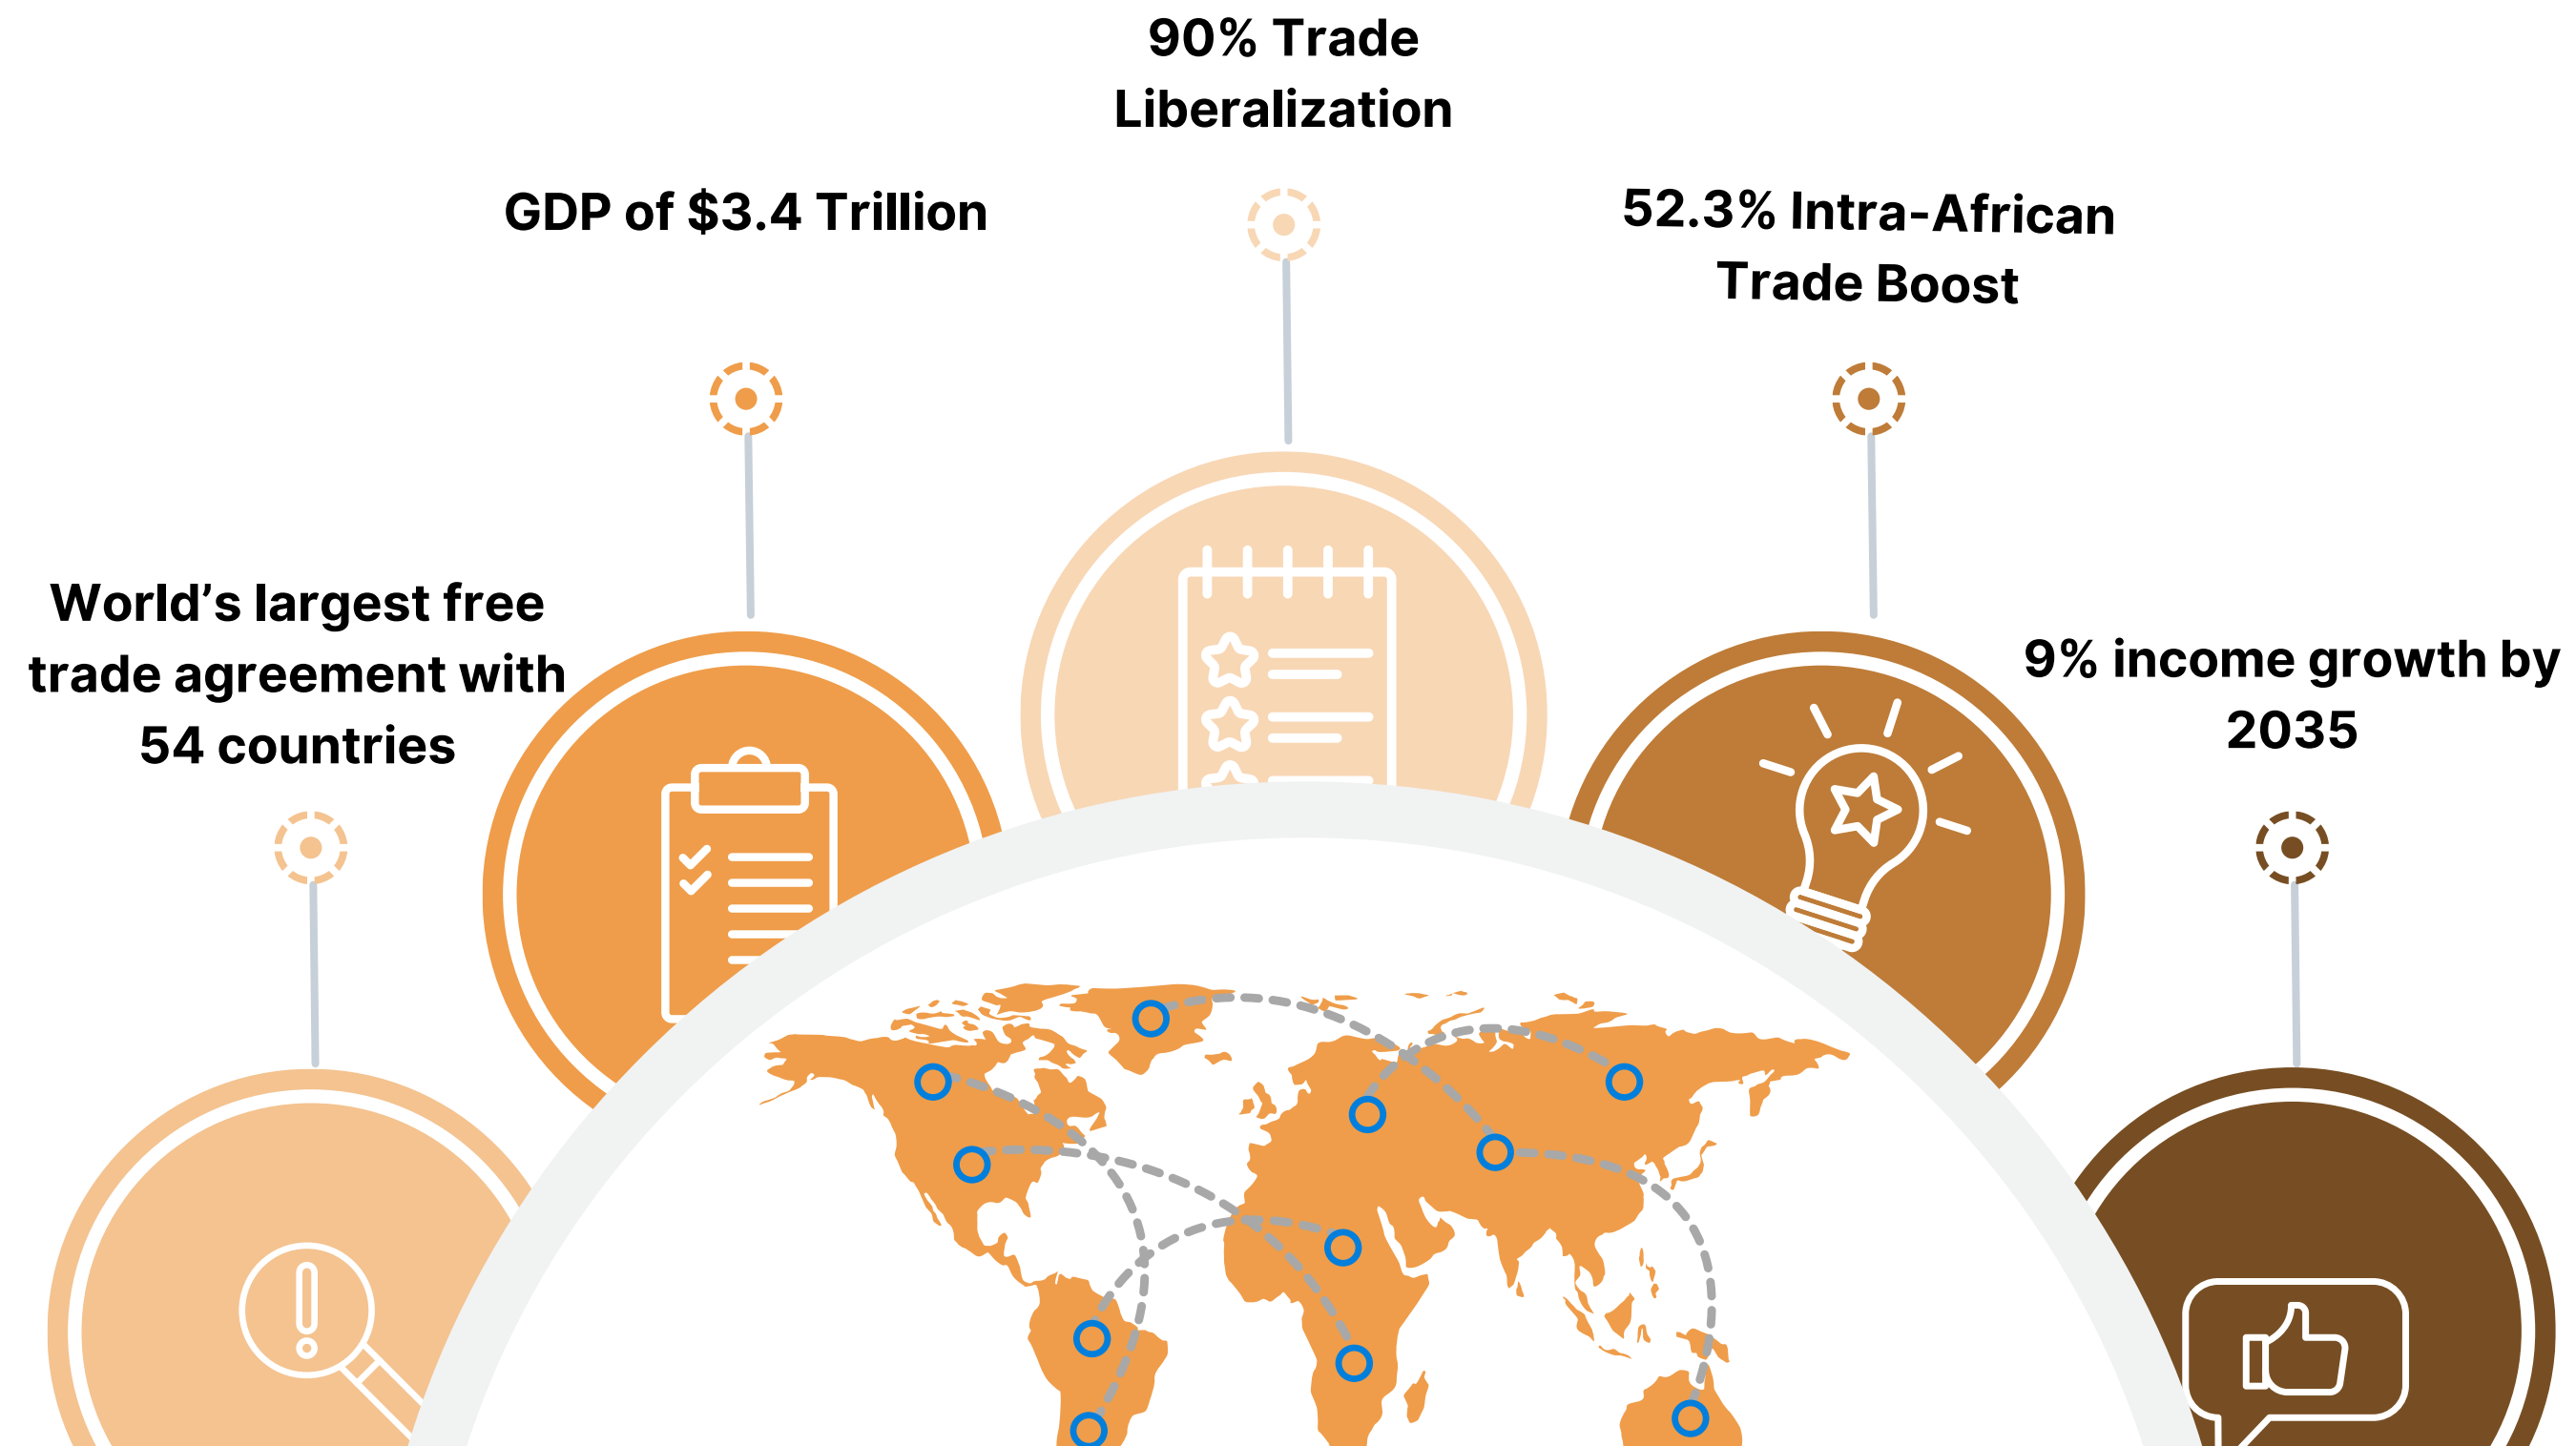 90% Trade
Liberalization
GDP of $3.4 Trillion
52.3% Intra-African
Trade Boost
World’s largest free
trade agreement with
54 countries
9% income growth by
2035